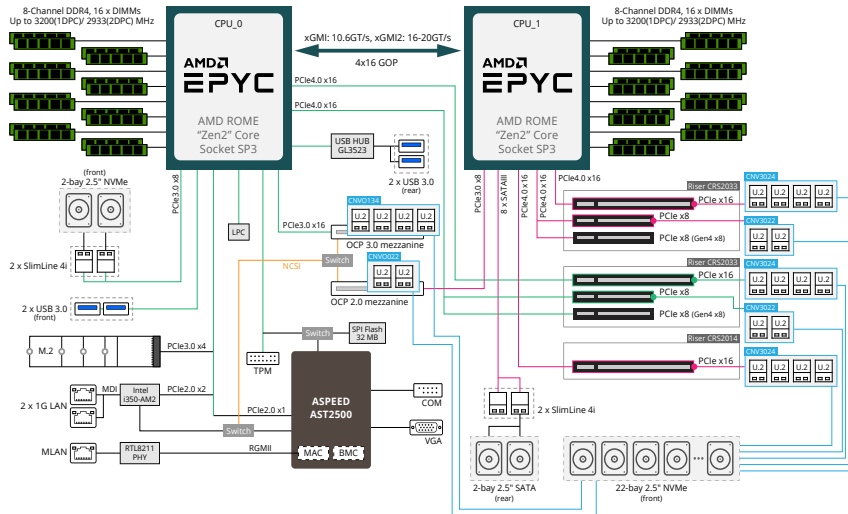 8-Channel DDR4, 16 x DIMMs
Up to 3200(1DPC)/ 2933(2DPC) MHz
CPU_0
AMD
EPYC
AMD ROME
"Zen2" Core
Socket SP3
xGMI: 10.6GT/s, xGMI2: 16-20GT/s
4x16 GOP
CPU_1
AMD
EPYC
AMD ROME
"Zen2" Core
Socket SP3
8-Channel DDR4, 16 x DIMMs
Up to 3200(1DPC)/ 2933(2DPC) MHz
PCIe4.0 x16
PCIe4.0 x16
USB HUB
GL3523
2 x USB 3.0
(rear)
(front)
2-bay 2.5" NVMe
2 x SlimLine 4i
2 x USB 3.0
(front)
PCIe3.0 x8
LPC
PCIe3.0 x16
CNVO134
U.2
U.2
U.2
U.2
OCP 3.0 mezzanine
Switch
NCSI
CNVO022
U.2
U.2
OCP 2.0 mezzanine
PCIe3.0 x8
8 x SATAIII
PCIe4.0 x16
PCIe4.0 x16
PCIe4.0 x16
Riser CRS2033
PCIe x16
PCIe x8
PCIe x8 (Gen4 x8)
CNV3024
U.2
U.2
U.2
U.2
CNV3022
U.2
U.2
Riser CRS2033
PCIe x16
PCIe x8
PCIe x8 (Gen4 x8)
CNV3024
U.2
U.2
U.2
U.2
CNV3022
U.2
U.2
Riser CRS2014
PCIe x16
CNV3024
U.2
U.2
U.2
U.2
M.2
PCIe3.0 x4
TPM
Switch
SPI Flash
32 MB
2 x 1G LAN
MDI
Intel
i350-AM2
PCIe2.0 x2
PCIe2.0 x1
Switch
ASPEED
AST2500
MAC
BMC
COM
VGA
MLAN
RTL8211
PHY
RGMII
2 x SlimLine 4i
2-bay 2.5" SATA
(rear)
22-bay 2.5" NVMe
(front)